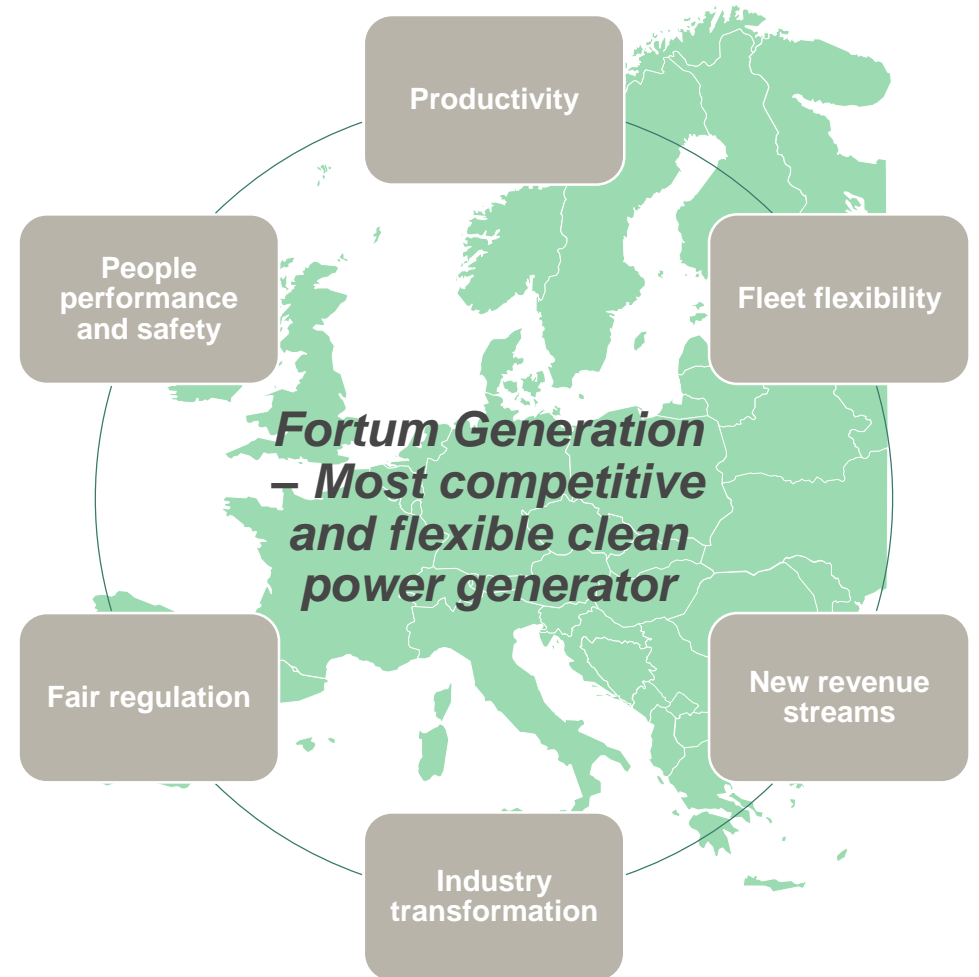 Productivity
People
performance
and safety
Fleet flexibility
Fortum Generation
– Most competitive
and flexible clean
power generator
Fair regulation
New revenue
streams
Industry
transformation